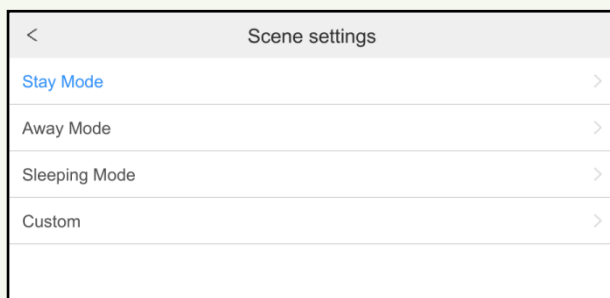 Scene settings
Stay Mode
Away Mode
Sleeping Mode
Custom